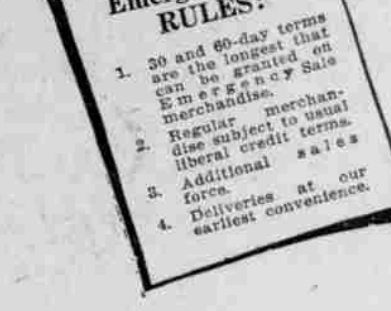 RULES:
1. 30 and 60-day terms
are the longest that
can be granted on
Emergency Sale
merchandise.
2. Regular merchan-
dise subject to usual
liberal credit terms.
3. Additional sales
force.
4. Deliveries at our
earliest convenience.